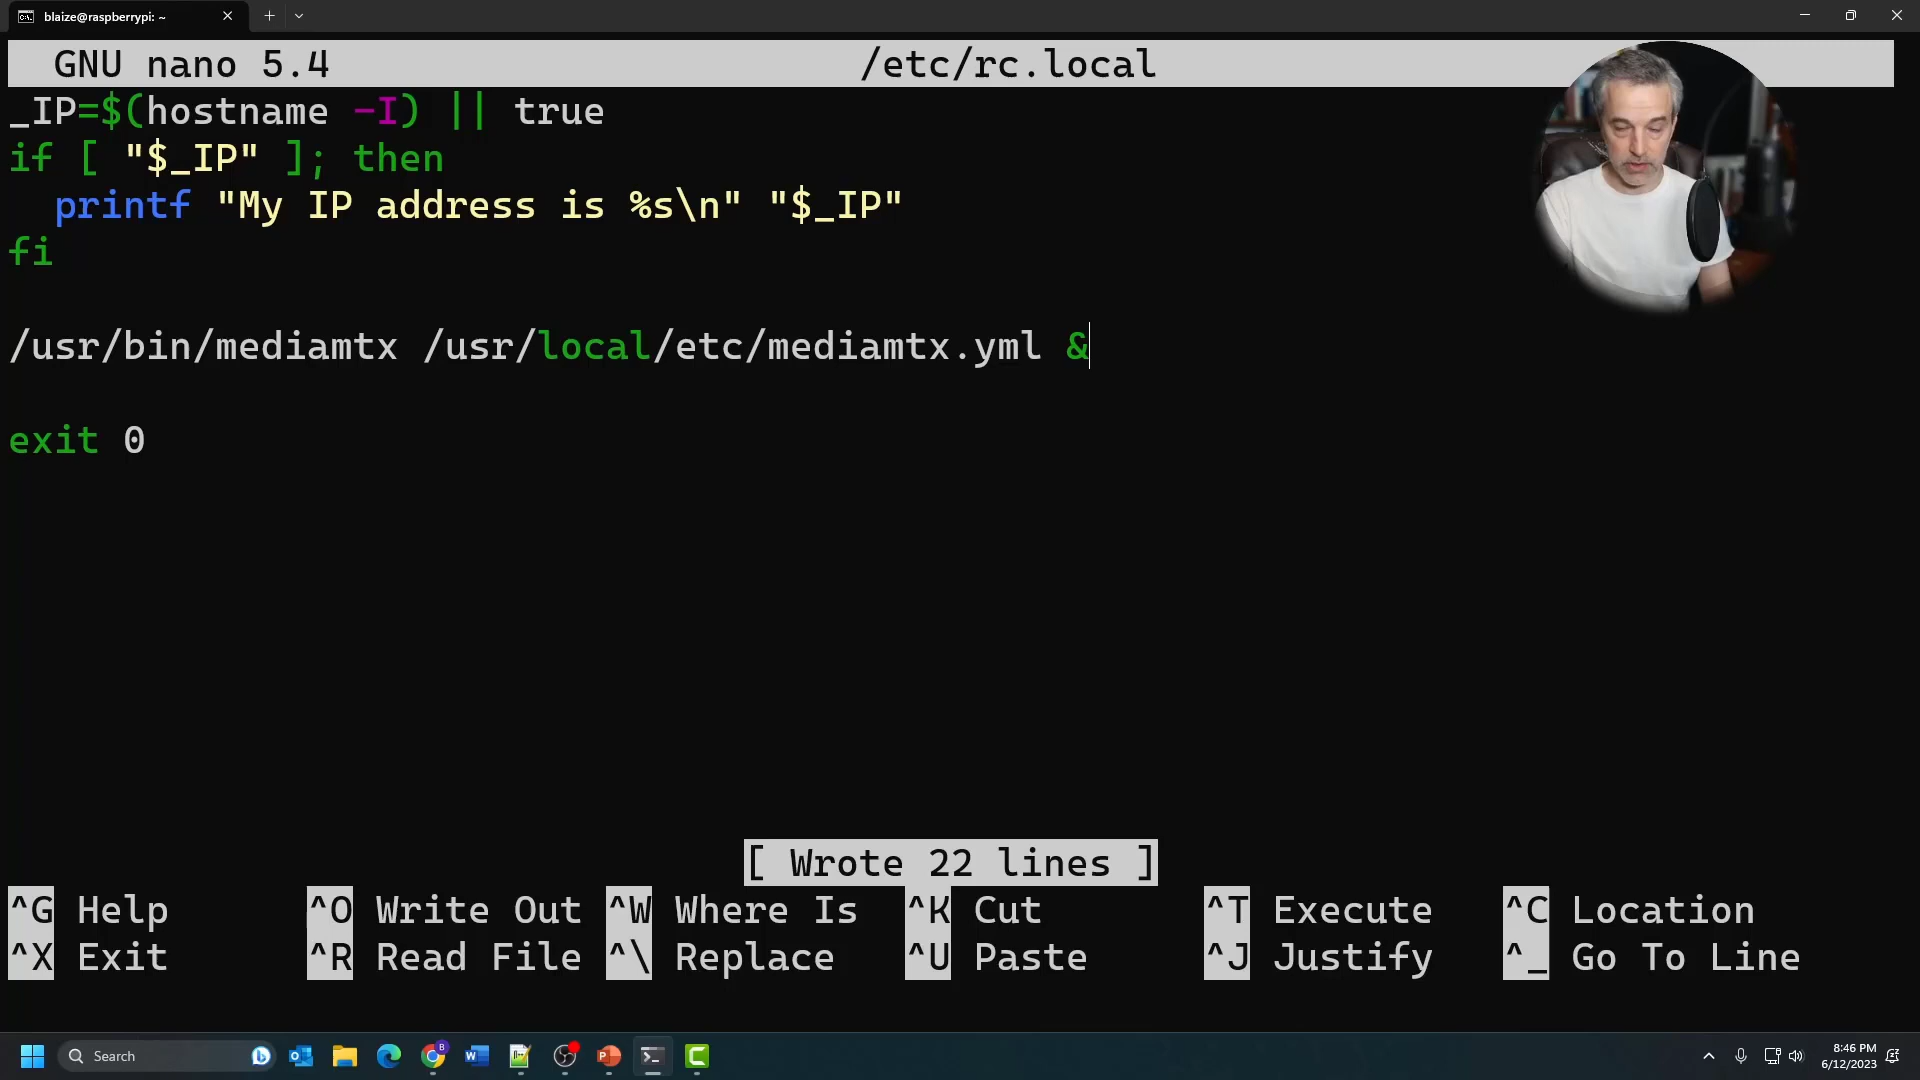 blaize@raspberrypi: ~
GNU nano 5.4 /etc/rc.local
_IP=$(hostname -I) || true
if [ "$_IP" ]; then
  printf "My IP address is %s\n" "$_IP"
fi
/usr/bin/mediamtx /usr/local/etc/mediamtx.yml &
exit 0
[ Wrote 22 lines ]
^G Help ^O Write Out ^W Where Is ^K Cut ^T Execute ^C Location
^X Exit ^R Read File ^\ Replace ^U Paste ^J Justify ^_ Go To Line
Search
8:46 PM
6/12/2023